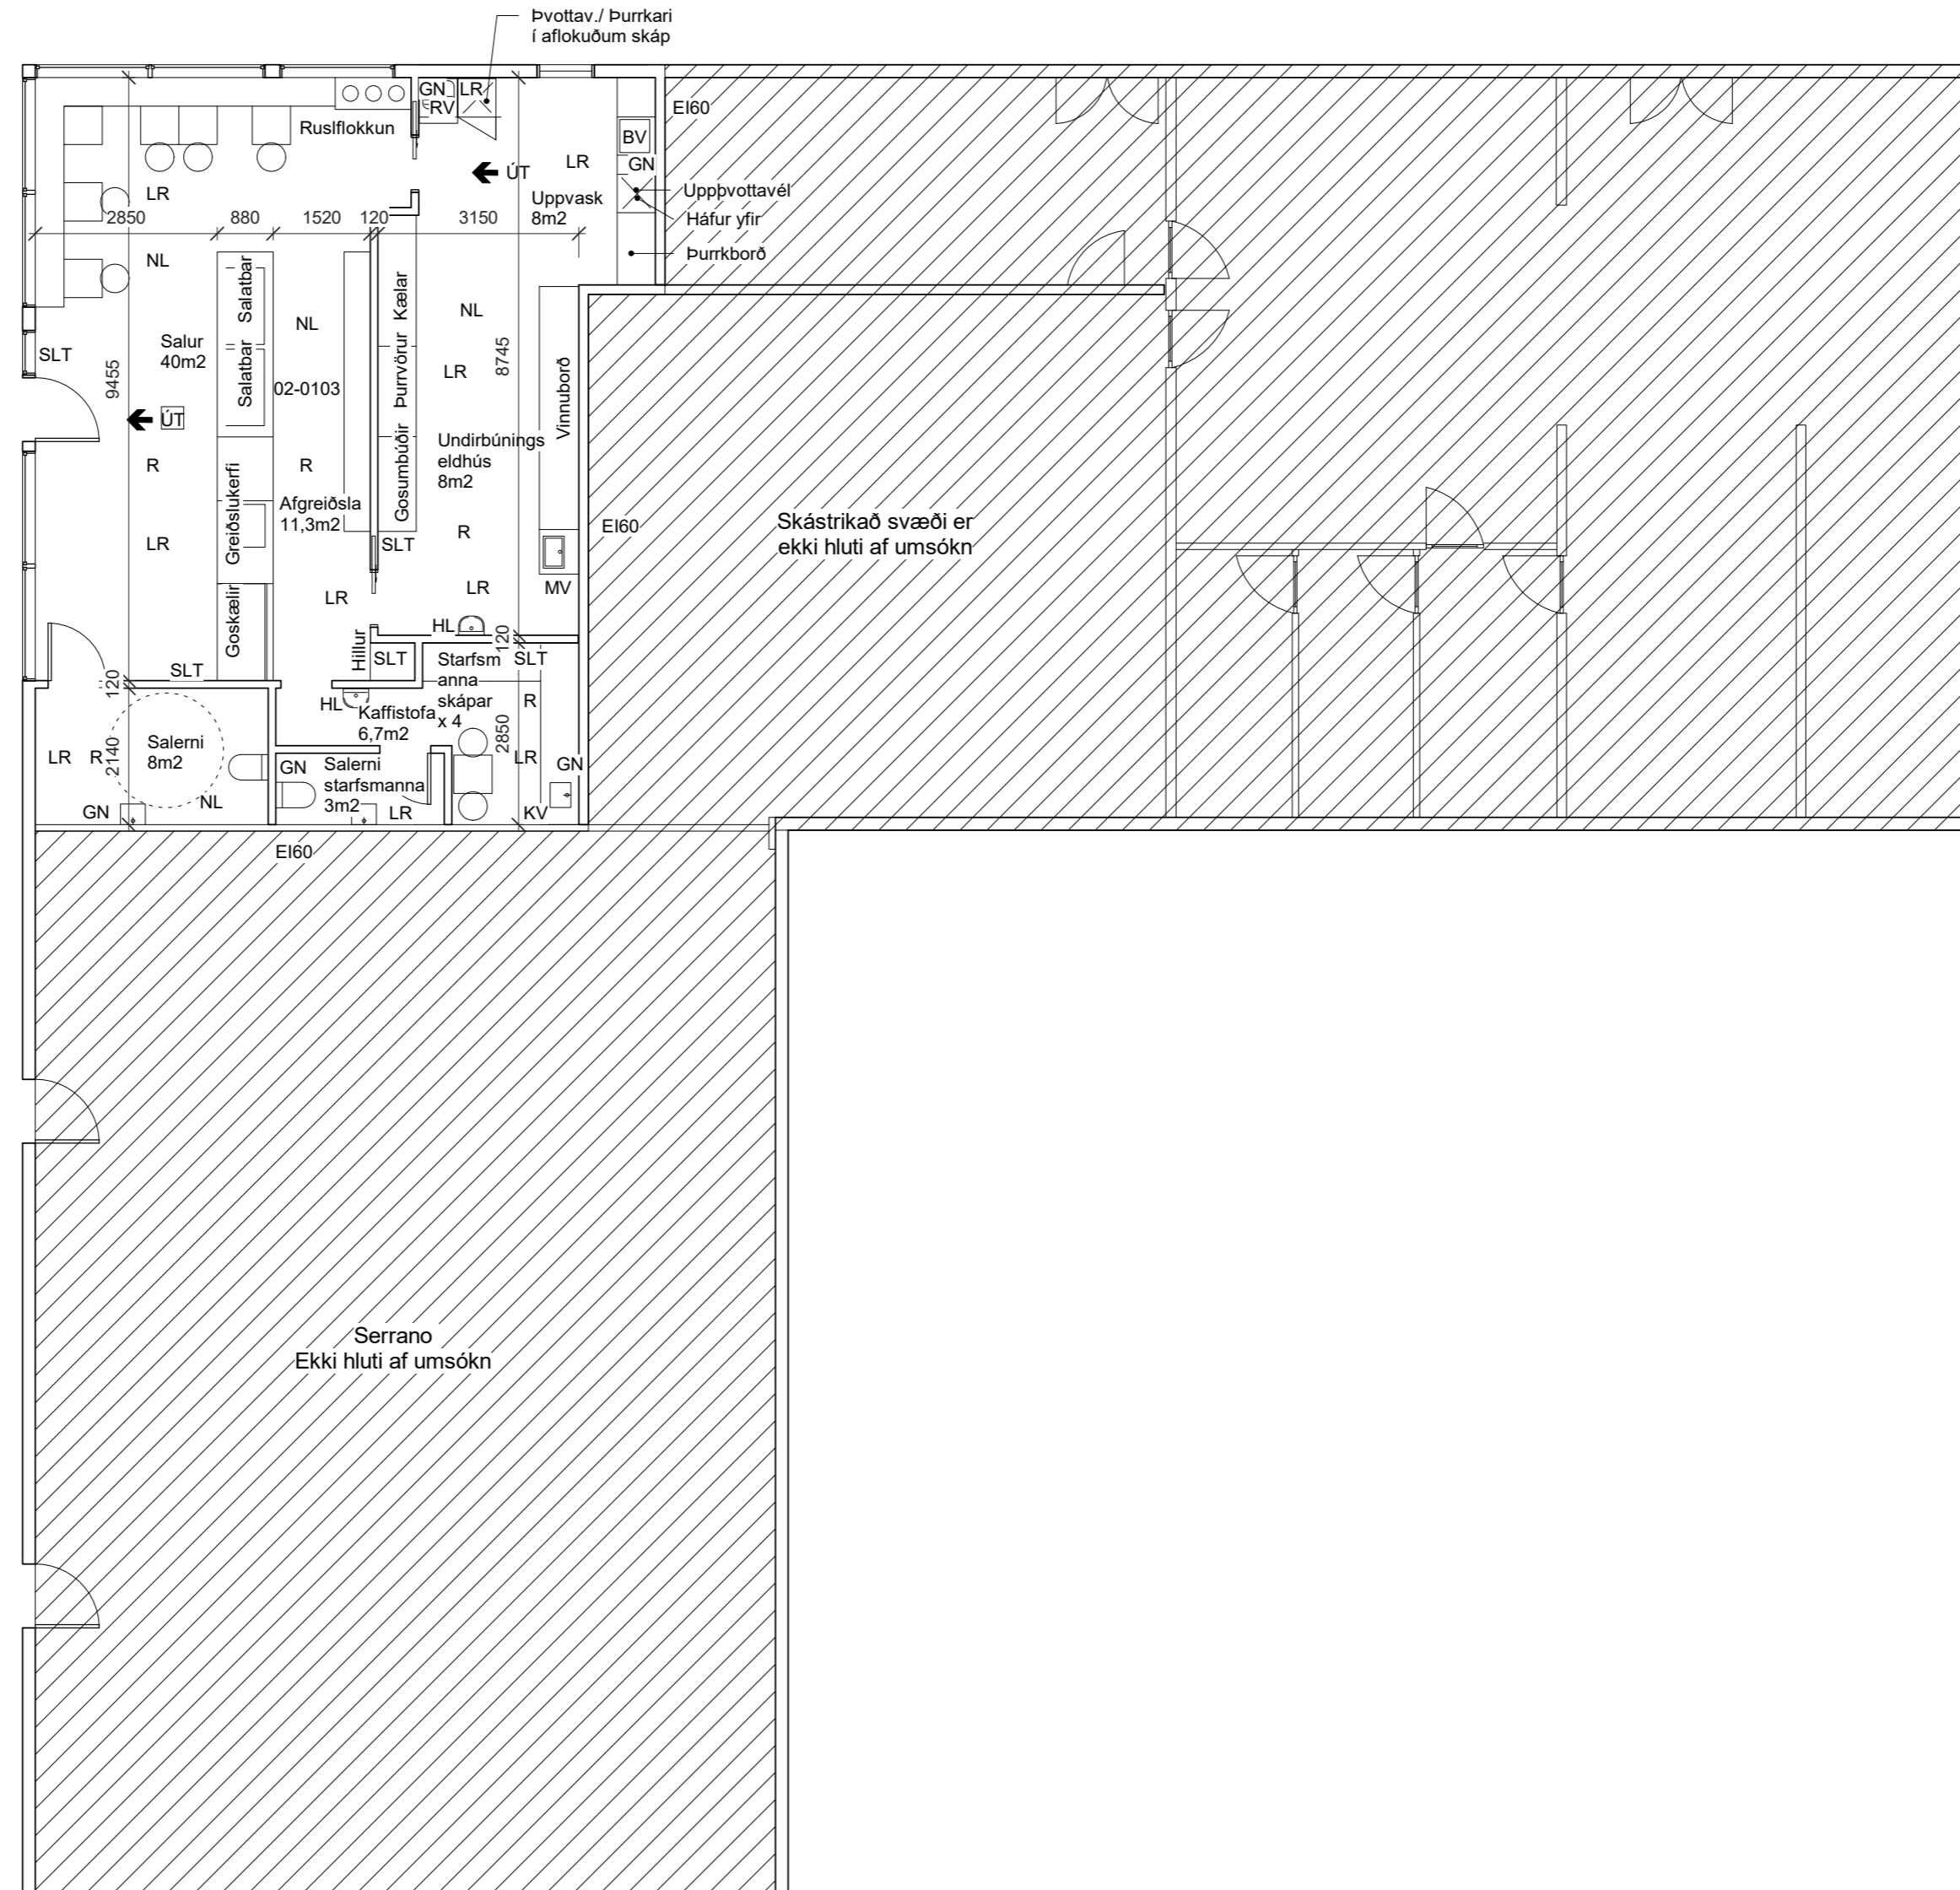 Þvottav./ Þurrkari
í aflokuðum skáp
GN
LR
RV
EI60
Ruslflokkun
BV
GN
LR
ÚT
LR
Uppvask
8m2
Uppþvottavél
Háfur yfir
Þurrkborð
2850
880
1520
120
3150
NL
Salatbar
Kælar
NL
NL
SLT
Salur
40m2
Salatbar
Þurrvörur
LR
8745
Vinnuborð
9455
02-0103
ÚT
R
R
Greiðslukerfi
Afgreiðsla
11,3m2
Gosumbúðir
Undirbúnings
eldhús
8m2
EI60
Skástrikað svæði er
ekki hluti af umsókn
LR
SLT
R
LR
LR
MV
Goskælir
Hillur
HL
120
SLT
SLT
Starfsm
anna
skápar
x 4
SLT
120
HL
Kaffistofa
6,7m2
R
2850
LR
R
2140
Salerni
8m2
GN
Salerni
starfsmanna
3m2
LR
GN
NL
GN
LR
KV
EI60
Serrano
Ekki hluti af umsókn